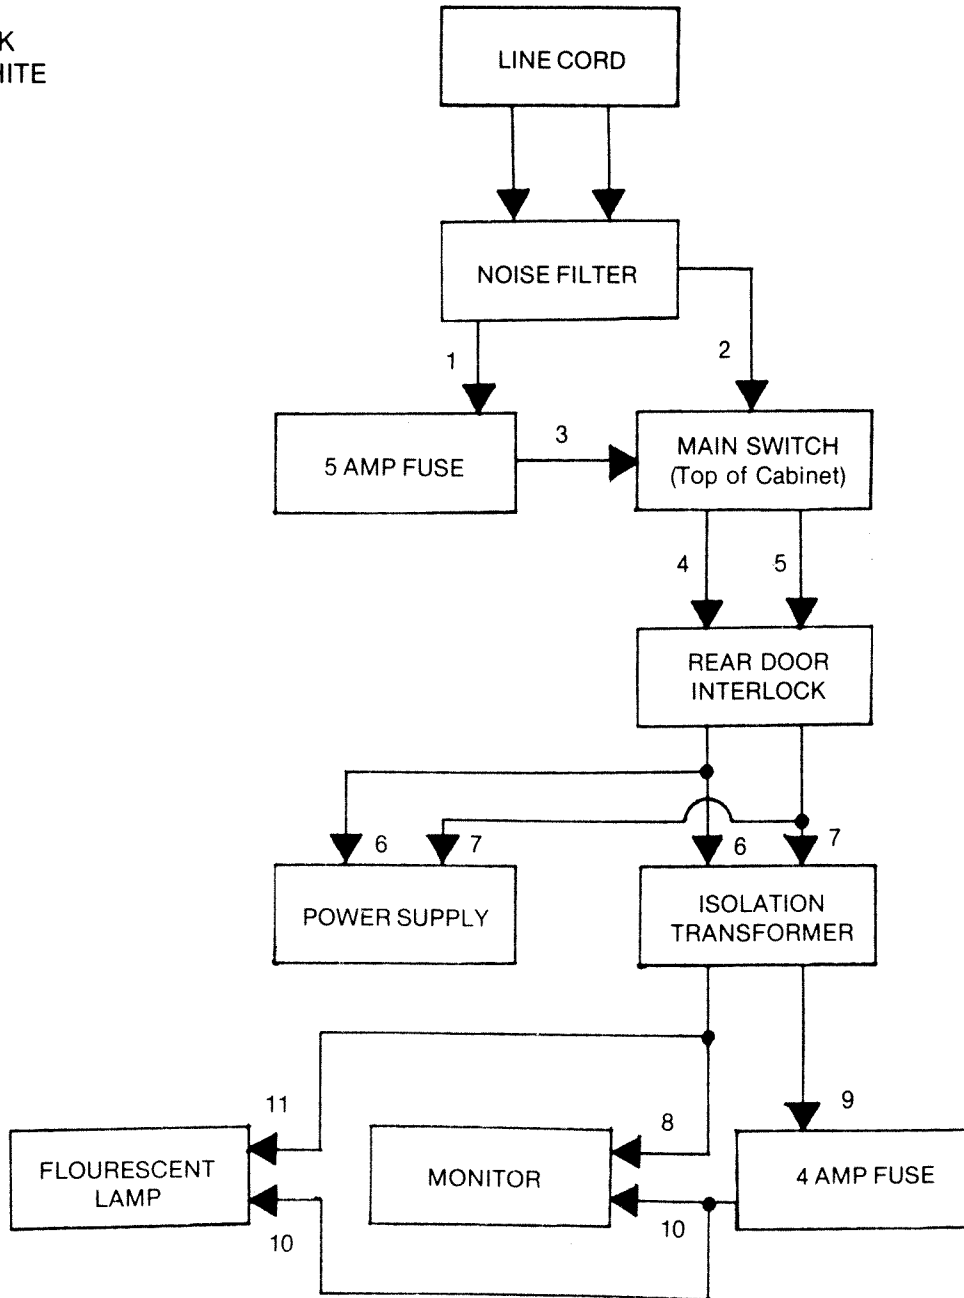 K
HITE
LINE CORD
NOISE FILTER
1
2
5 AMP FUSE
3
MAIN SWITCH
(Top of Cabinet)
4
5
REAR DOOR
INTERLOCK
6
7
6
7
POWER SUPPLY
ISOLATION
TRANSFORMER
11
8
9
FLOURESCENT
LAMP
MONITOR
4 AMP FUSE
10
10